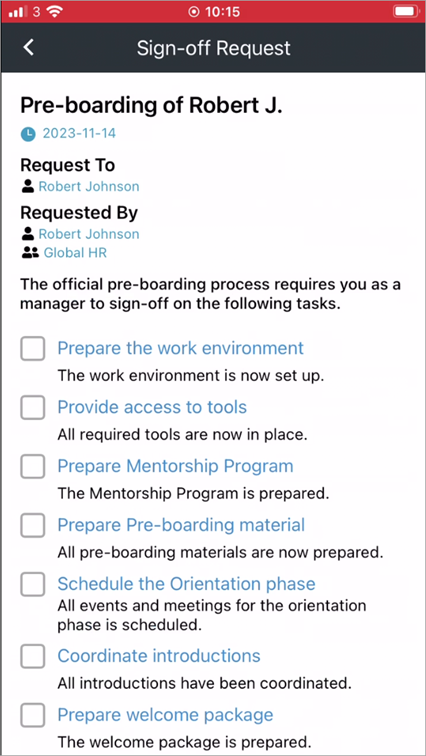 3 10:15
Sign-off Request
Pre-boarding of Robert J.
2023-11-14
Request To
Robert Johnson
Requested By
Robert Johnson
Global HR
The official pre-boarding process requires you as a
manager to sign-off on the following tasks.
Prepare the work environment
The work environment is now set up.
Provide access to tools
All required tools are now in place.
Prepare Mentorship Program
The Mentorship Program is prepared.
Prepare Pre-boarding material
All pre-boarding materials are now prepared.
Schedule the Orientation phase
All events and meetings for the orientation
phase is scheduled.
Coordinate introductions
All introductions have been coordinated.
Prepare welcome package
The welcome package is prepared.